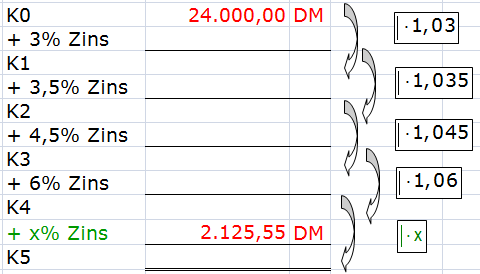 K0 24.000,00 DM
+ 3% Zins |·1,03
K1
+ 3,5% Zins |·1,035
K2
+ 4,5% Zins |·1,045
K3
+ 6% Zins |·1,06
K4
+ x% Zins 2.125,55 DM |·x
K5